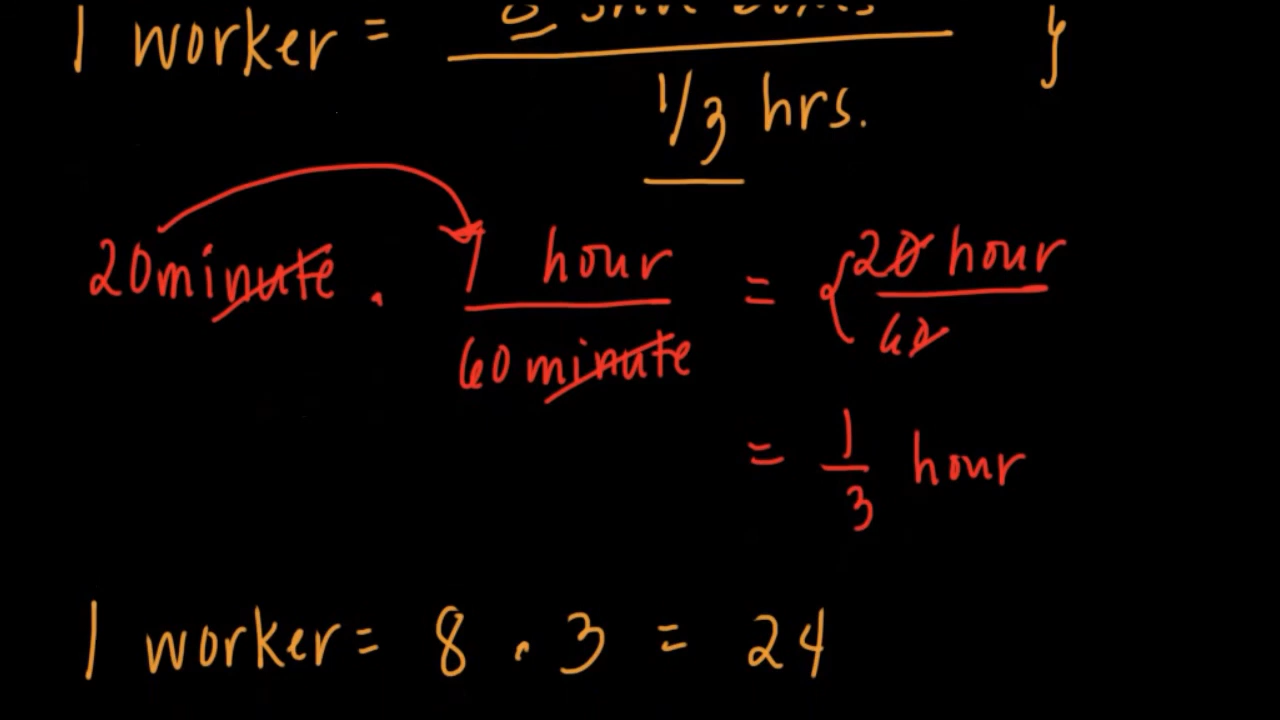 1 worker =
1/3 hrs.
20 minute . 1 hour = 20 hour
60 minute 60
= 1 hour
3
1 worker = 8 . 3 = 24